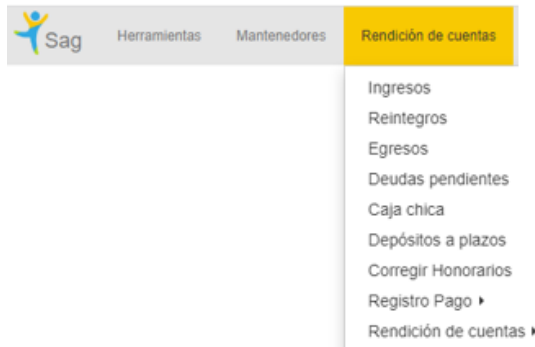 Sag Herramientas Mantenedores Rendición de cuentas
Ingresos
Reintegros
Egresos
Deudas pendientes
Caja chica
Depósitos a plazos
Corregir Honorarios
Registro Pago
Rendición de cuentas